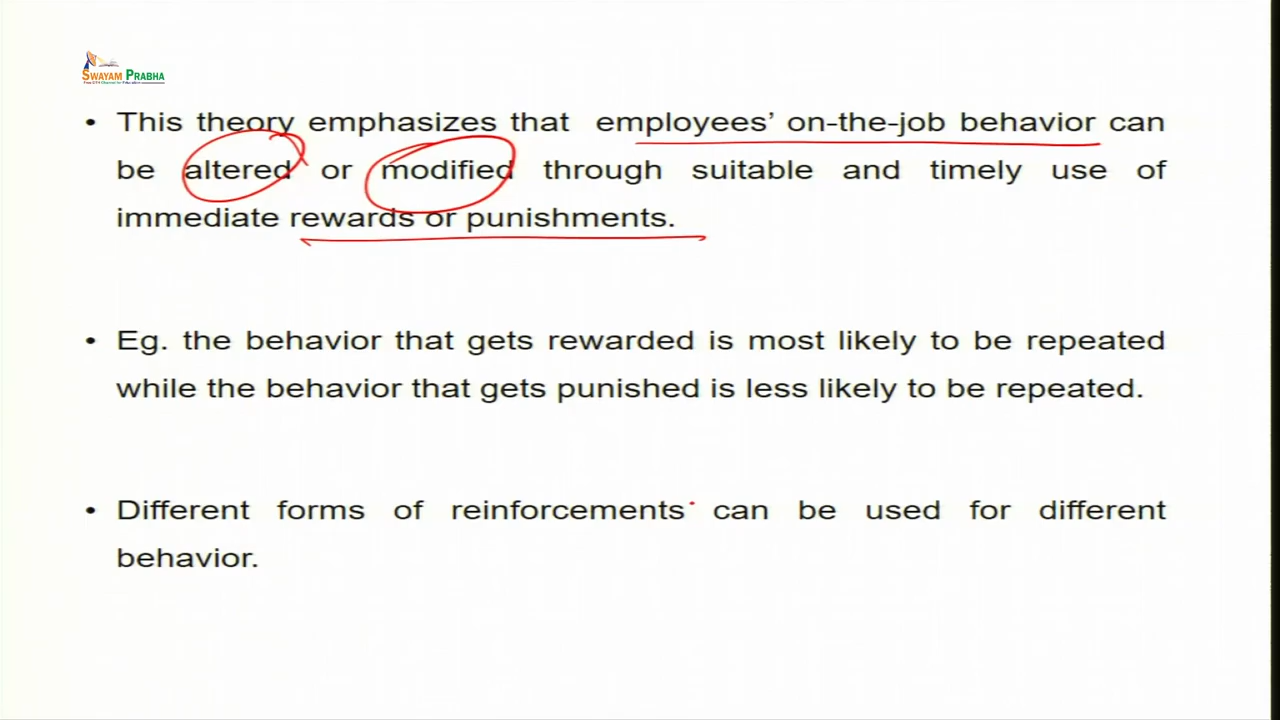 SWAYAM PRABHA
• This theory emphasizes that employees’ on-the-job behavior can
be altered or modified through suitable and timely use of
immediate rewards or punishments.
• Eg. the behavior that gets rewarded is most likely to be repeated
while the behavior that gets punished is less likely to be repeated.
• Different forms of reinforcements can be used for different
behavior.